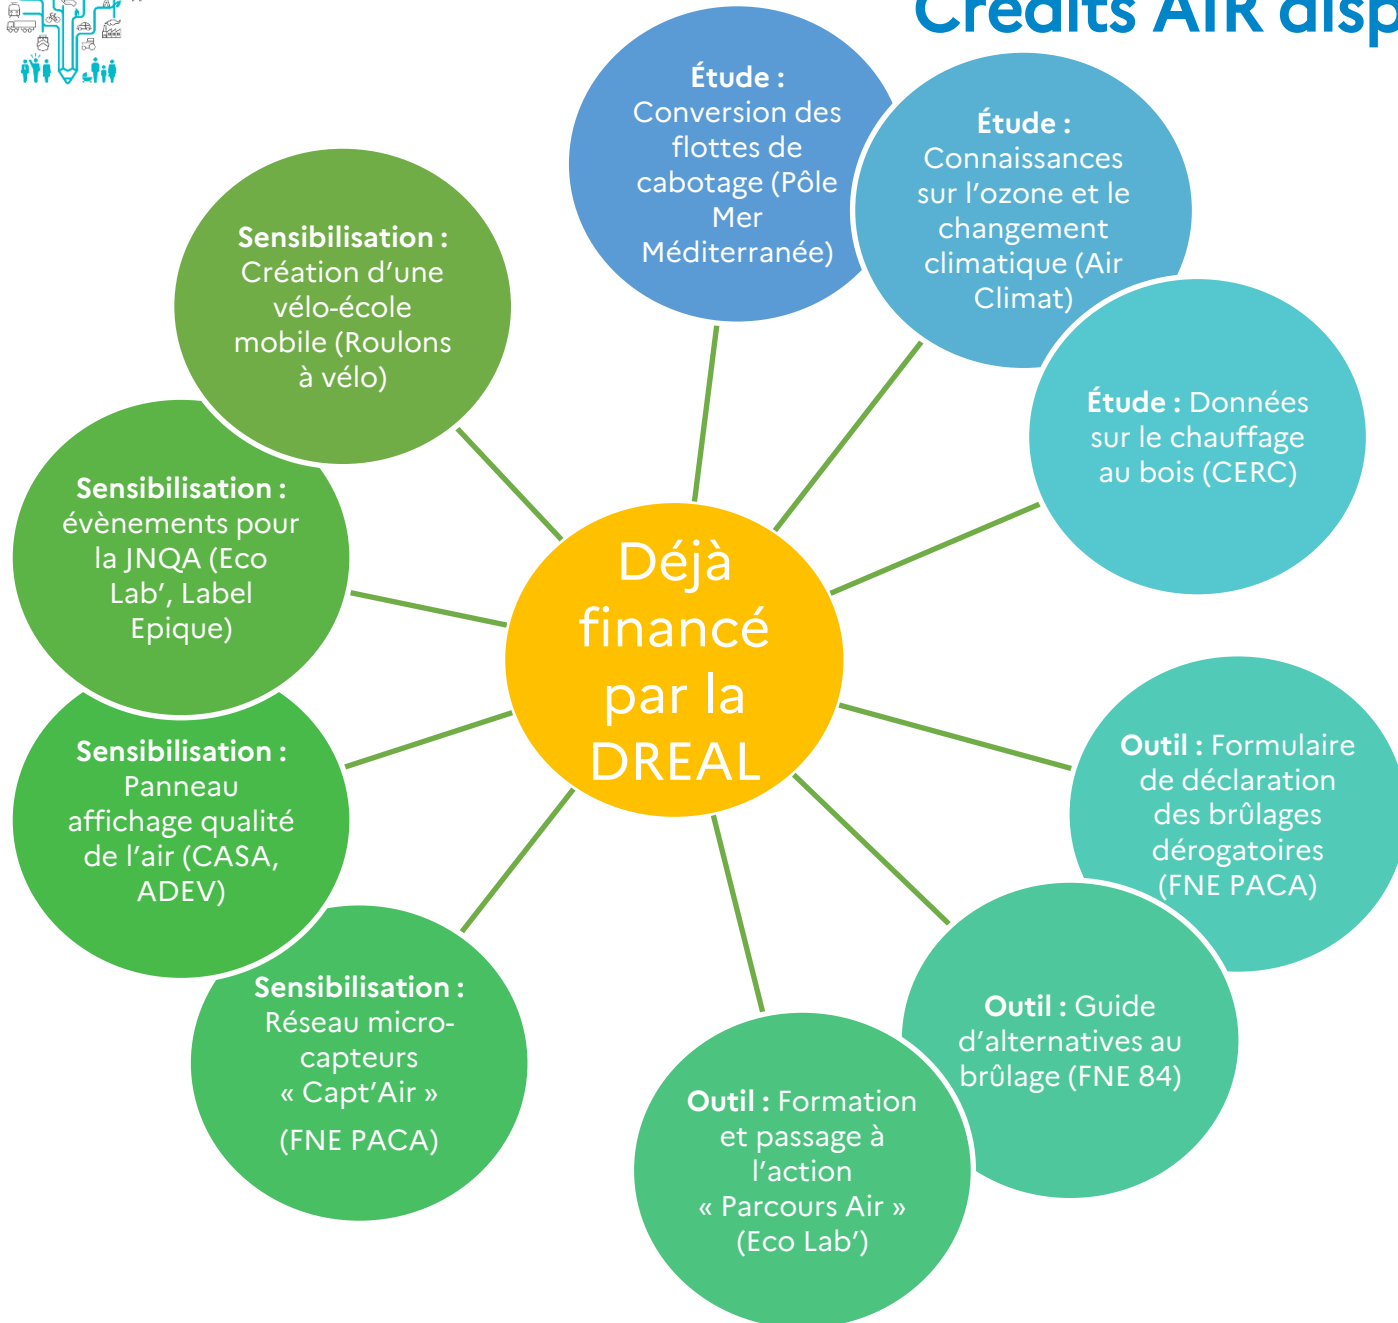 Crédits AIR disp
Étude :
Conversion des
flottes de
cabotage (Pôle
Mer
Méditerranée)
Étude :
Connaissances
sur l’ozone et le
changement
climatique (Air
Climat)
Étude : Données
sur le chauffage
au bois (CERC)
Outil : Formulaire
de déclaration
des brûlages
dérogatoires
(FNE PACA)
Outil : Guide
d’alternatives au
brûlage (FNE 84)
Outil : Formation
et passage à
l’action
« Parcours Air »
(Eco Lab’)
Sensibilisation :
Réseau micro-
capteurs
« Capt’Air »
(FNE PACA)
Sensibilisation :
Panneau
affichage qualité
de l’air (CASA,
ADEV)
Sensibilisation :
évènements pour
la JNQA (Eco
Lab’, Label
Epique)
Sensibilisation :
Création d’une
vélo-école
mobile (Roulons
à vélo)
Déjà
financé
par la
DREAL